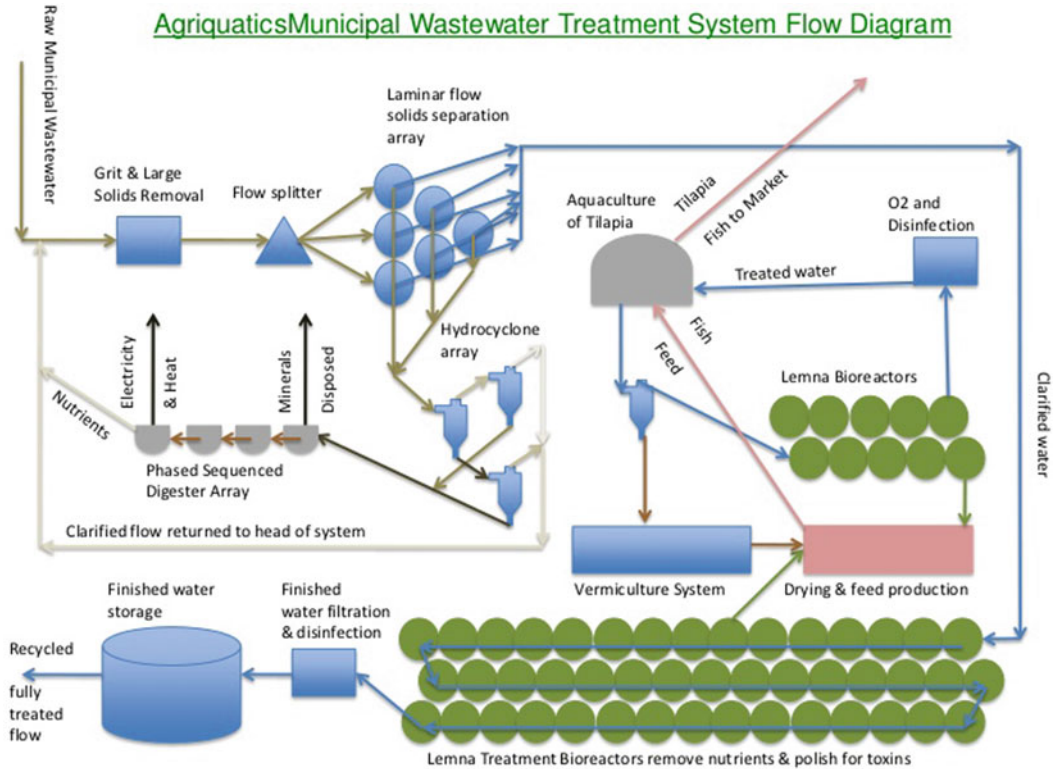 AgriquaticsMunicipal Wastewater Treatment System Flow Diagram
Raw Municipal Wastewater
Grit & Large
Solids Removal
Flow splitter
Laminar flow
solids separation
array
Aquaculture
of Tilapia
Tilapia
Fish to Market
O2 and
Disinfection
Treated water
Fish
Feed
Hydrocyclone
array
Lemna Bioreactors
Clarified water
Electricity
& Heat
Minerals
Disposed
Nutrients
Phased Sequenced
Digester Array
Clarified flow returned to head of system
Vermiculture System
Drying & feed production
Finished water
storage
Finished
water filtration
& disinfection
Recycled
fully
treated
flow
Lemna Treatment Bioreactors remove nutrients & polish for toxins